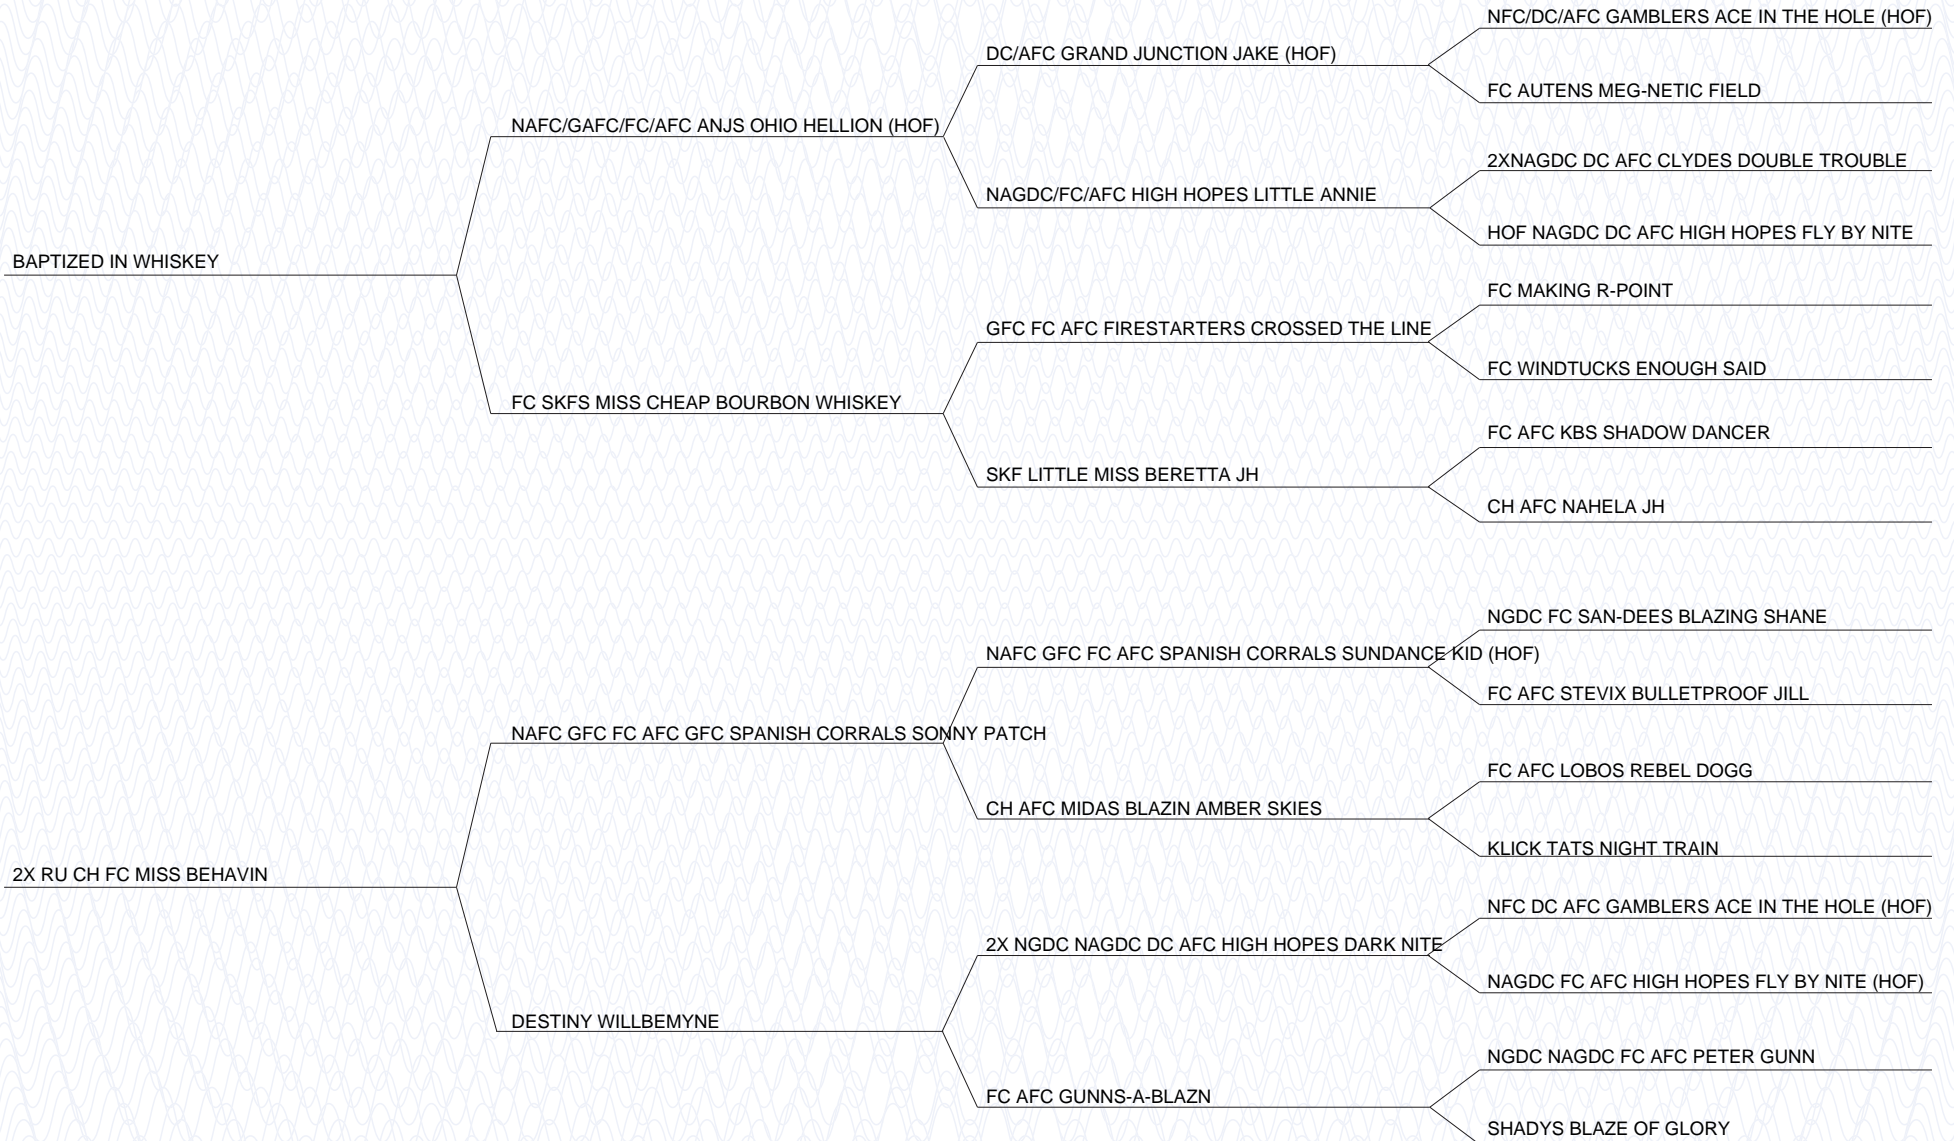 NFC/DC/AFC GAMBLERS ACE IN THE HOLE (HOF)
DC/AFC GRAND JUNCTION JAKE (HOF)
FC AUTENS MEG-NETIC FIELD
NAFC/GAFC/FC/AFC ANJS OHIO HELLION (HOF)
2XNAGDC DC AFC CLYDES DOUBLE TROUBLE
NAGDC/FC/AFC HIGH HOPES LITTLE ANNIE
HOF NAGDC DC AFC HIGH HOPES FLY BY NITE
BAPTIZED IN WHISKEY
FC MAKING R-POINT
GFC FC AFC FIRESTARTERS CROSSED THE LINE
FC WINDTUCKS ENOUGH SAID
FC SKFS MISS CHEAP BOURBON WHISKEY
FC AFC KBS SHADOW DANCER
SKF LITTLE MISS BERETTA JH
CH AFC NAHELA JH
NGDC FC SAN-DEES BLAZING SHANE
NAFC GFC FC AFC SPANISH CORRALS SUNDANCE KID (HOF)
FC AFC STEVIX BULLETPROOF JILL
NAFC GFC FC AFC GFC SPANISH CORRALS SONNY PATCH
FC AFC LOBOS REBEL DOGG
CH AFC MIDAS BLAZIN AMBER SKIES
KLICK TATS NIGHT TRAIN
2X RU CH FC MISS BEHAVIN
NFC DC AFC GAMBLERS ACE IN THE HOLE (HOF)
2X NGDC NAGDC DC AFC HIGH HOPES DARK NITE
NAGDC FC AFC HIGH HOPES FLY BY NITE (HOF)
DESTINY WILLBEMYNE
NGDC NAGDC FC AFC PETER GUNN
FC AFC GUNNS-A-BLAZN
SHADYS BLAZE OF GLORY